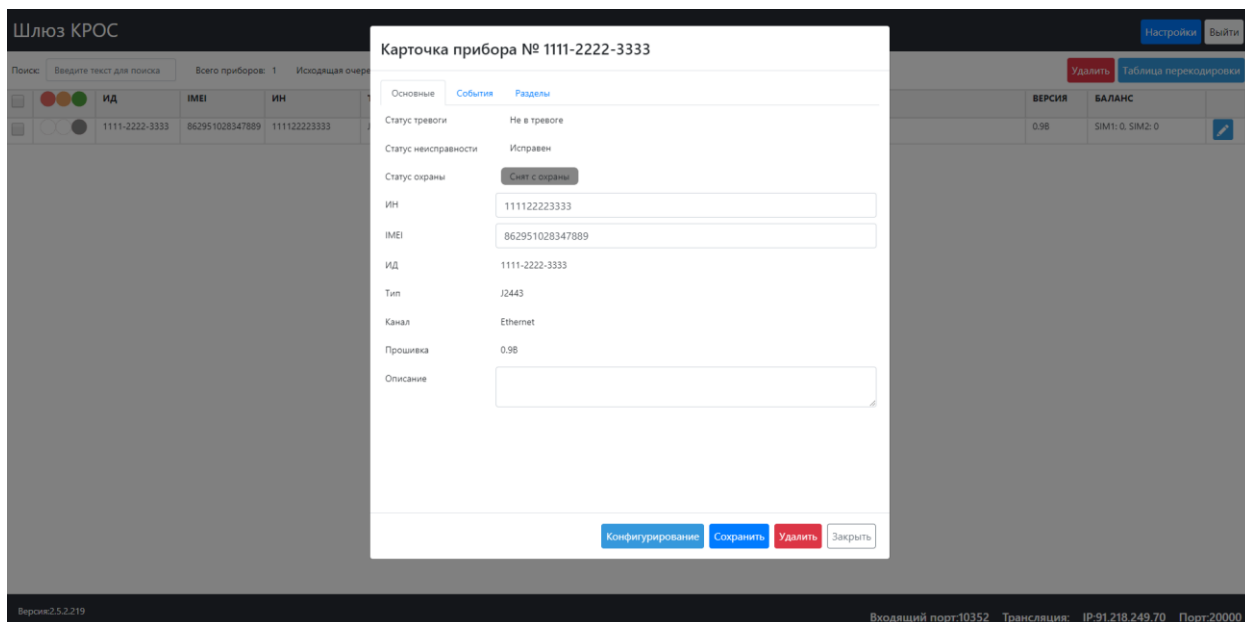 Шлюз КРОС
Настройки Выйти
Карточка прибора № 1111-2222-3333
Поиск: Введите текст для поиска Всего приборов: 1 Исходящая
Удалить Таблица перекодировки
Основные События Разделы
ИД IMEI ИН ВЕРСИЯ БАЛАНС
1111-2222-3333 862951028347889 111122223333 0.9B SIM1: 0, SIM2: 0
Статус тревоги Не в тревоге
Статус неисправности Исправен
Статус охраны Снят с охраны
ИН 111122223333
IMEI 862951028347889
ИД 1111-2222-3333
Тип J2443
Канал Ethernet
Прошивка 0.9B
Описание
Конфигурирование Сохранить Удалить Закрыть
Версия:2.5.2.219
Входящий порт:10352 Трансляция: IP:91.218.249.70 Порт:20000